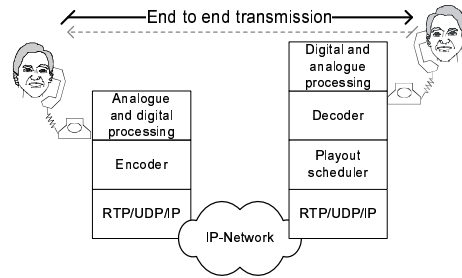 End to end transmission
Analogue
and digital
processing
Encoder
RTP/UDP/IP
IP-Network
Digital and
analogue
processing
Decoder
Playout
scheduler
RTP/UDP/IP